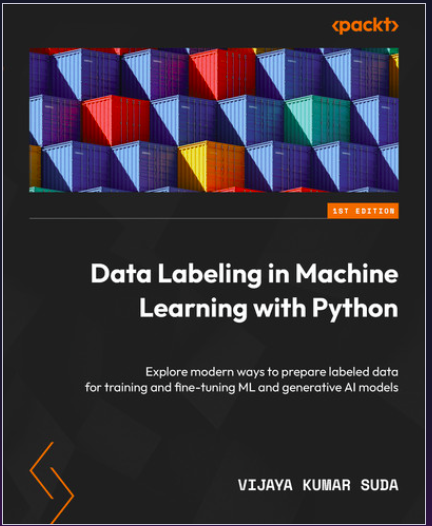 <packt>
1ST EDITION
Data Labeling in Machine
Learning with Python
Explore modern ways to prepare labeled data
for training and fine-tuning ML and generative AI models
VIJAYA KUMAR SUDA